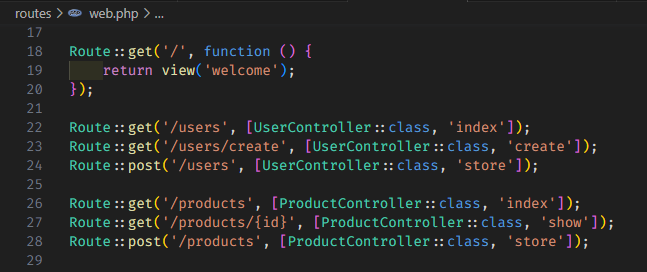 routes > web.php > ...
17
18 Route::get('/', function () {
19     return view('welcome');
20 });
21
22 Route::get('/users', [UserController::class, 'index']);
23 Route::get('/users/create', [UserController::class, 'create']);
24 Route::post('/users', [UserController::class, 'store']);
25
26 Route::get('/products', [ProductController::class, 'index']);
27 Route::get('/products/{id}', [ProductController::class, 'show']);
28 Route::post('/products', [ProductController::class, 'store']);
29